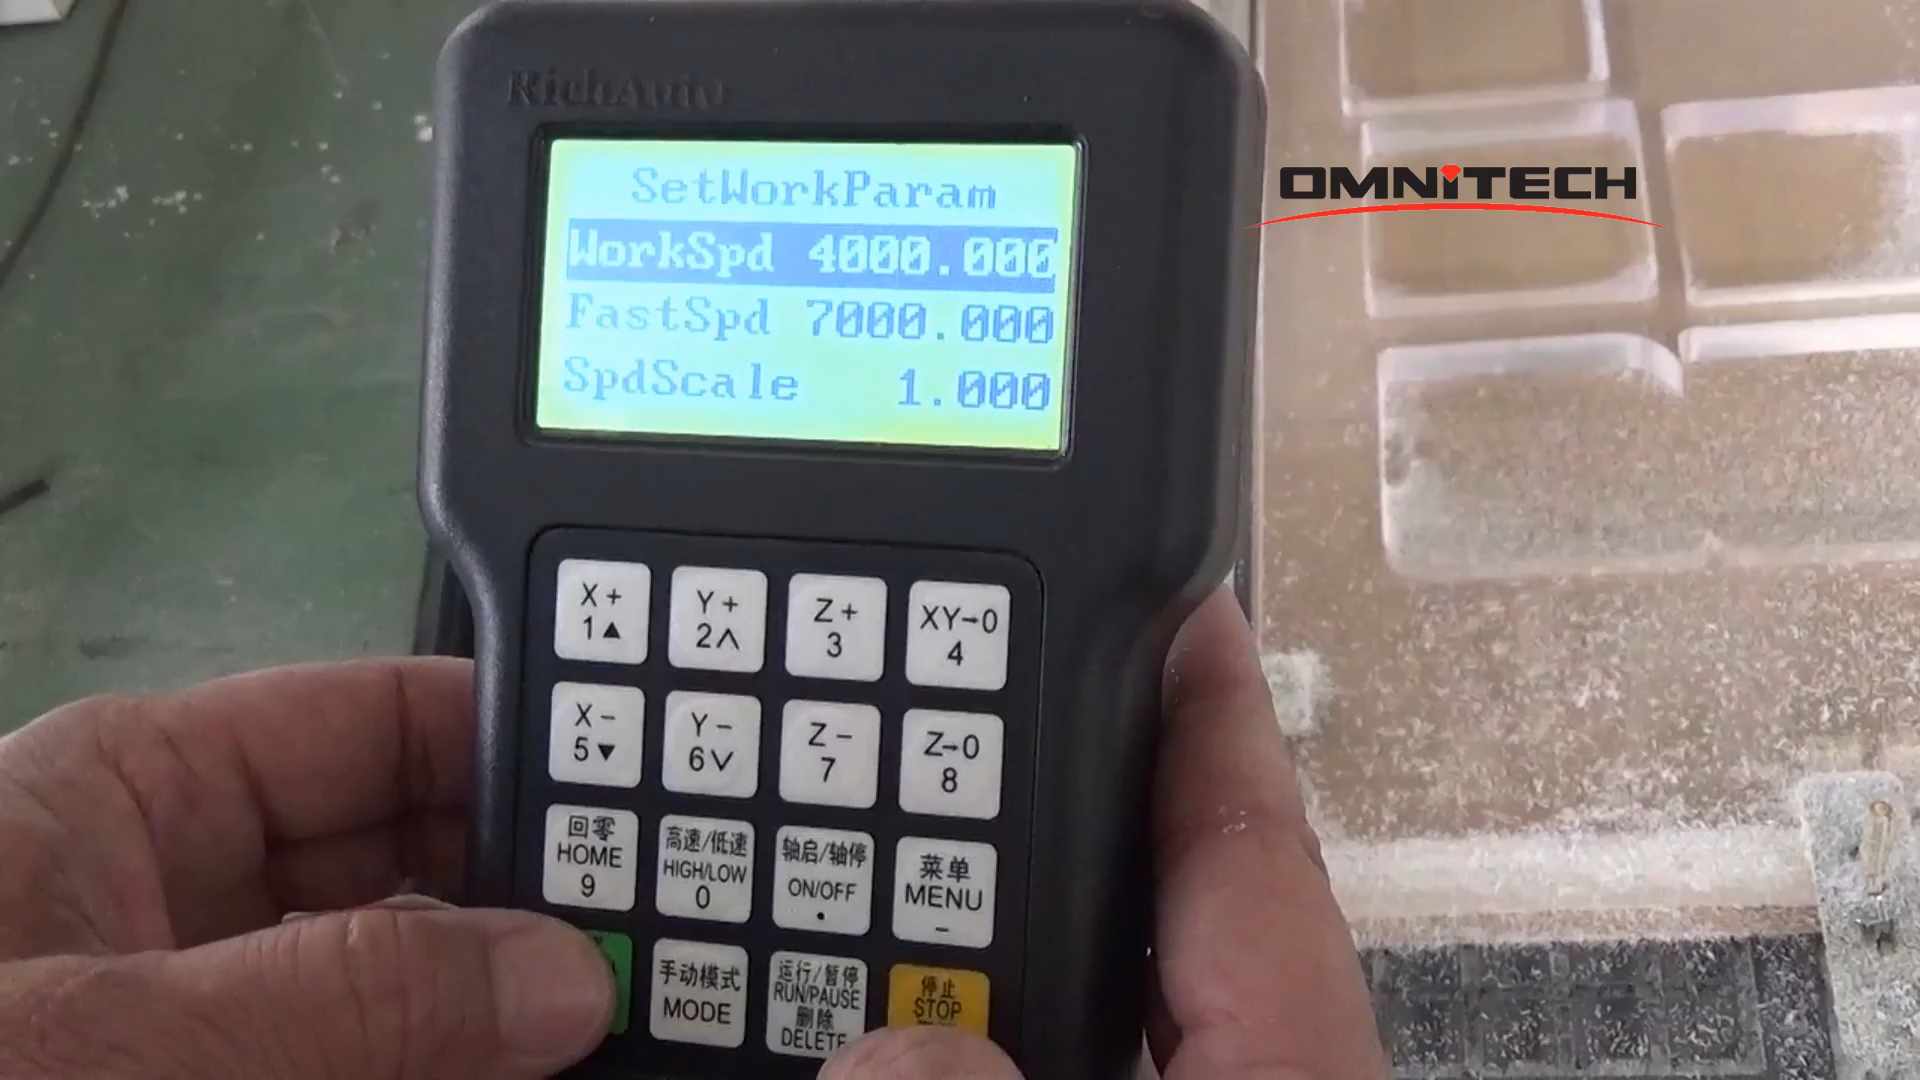 RichAuto
SetWorkParam
WorkSpd 4000.000
FastSpd 7000.000
SpdScale 1.000
OMNITECH
X+
1▲
Y+
2∧
Z+
3
XY→0
4
X-
5▼
Y-
6∨
Z-
7
Z→0
8
回零
HOME
9
高速/低速
HIGH/LOW
0
轴启/轴停
ON/OFF
•
菜单
MENU
-
手动模式
MODE
运行/暂停
RUN/PAUSE
删除
DELETE
停止
STOP